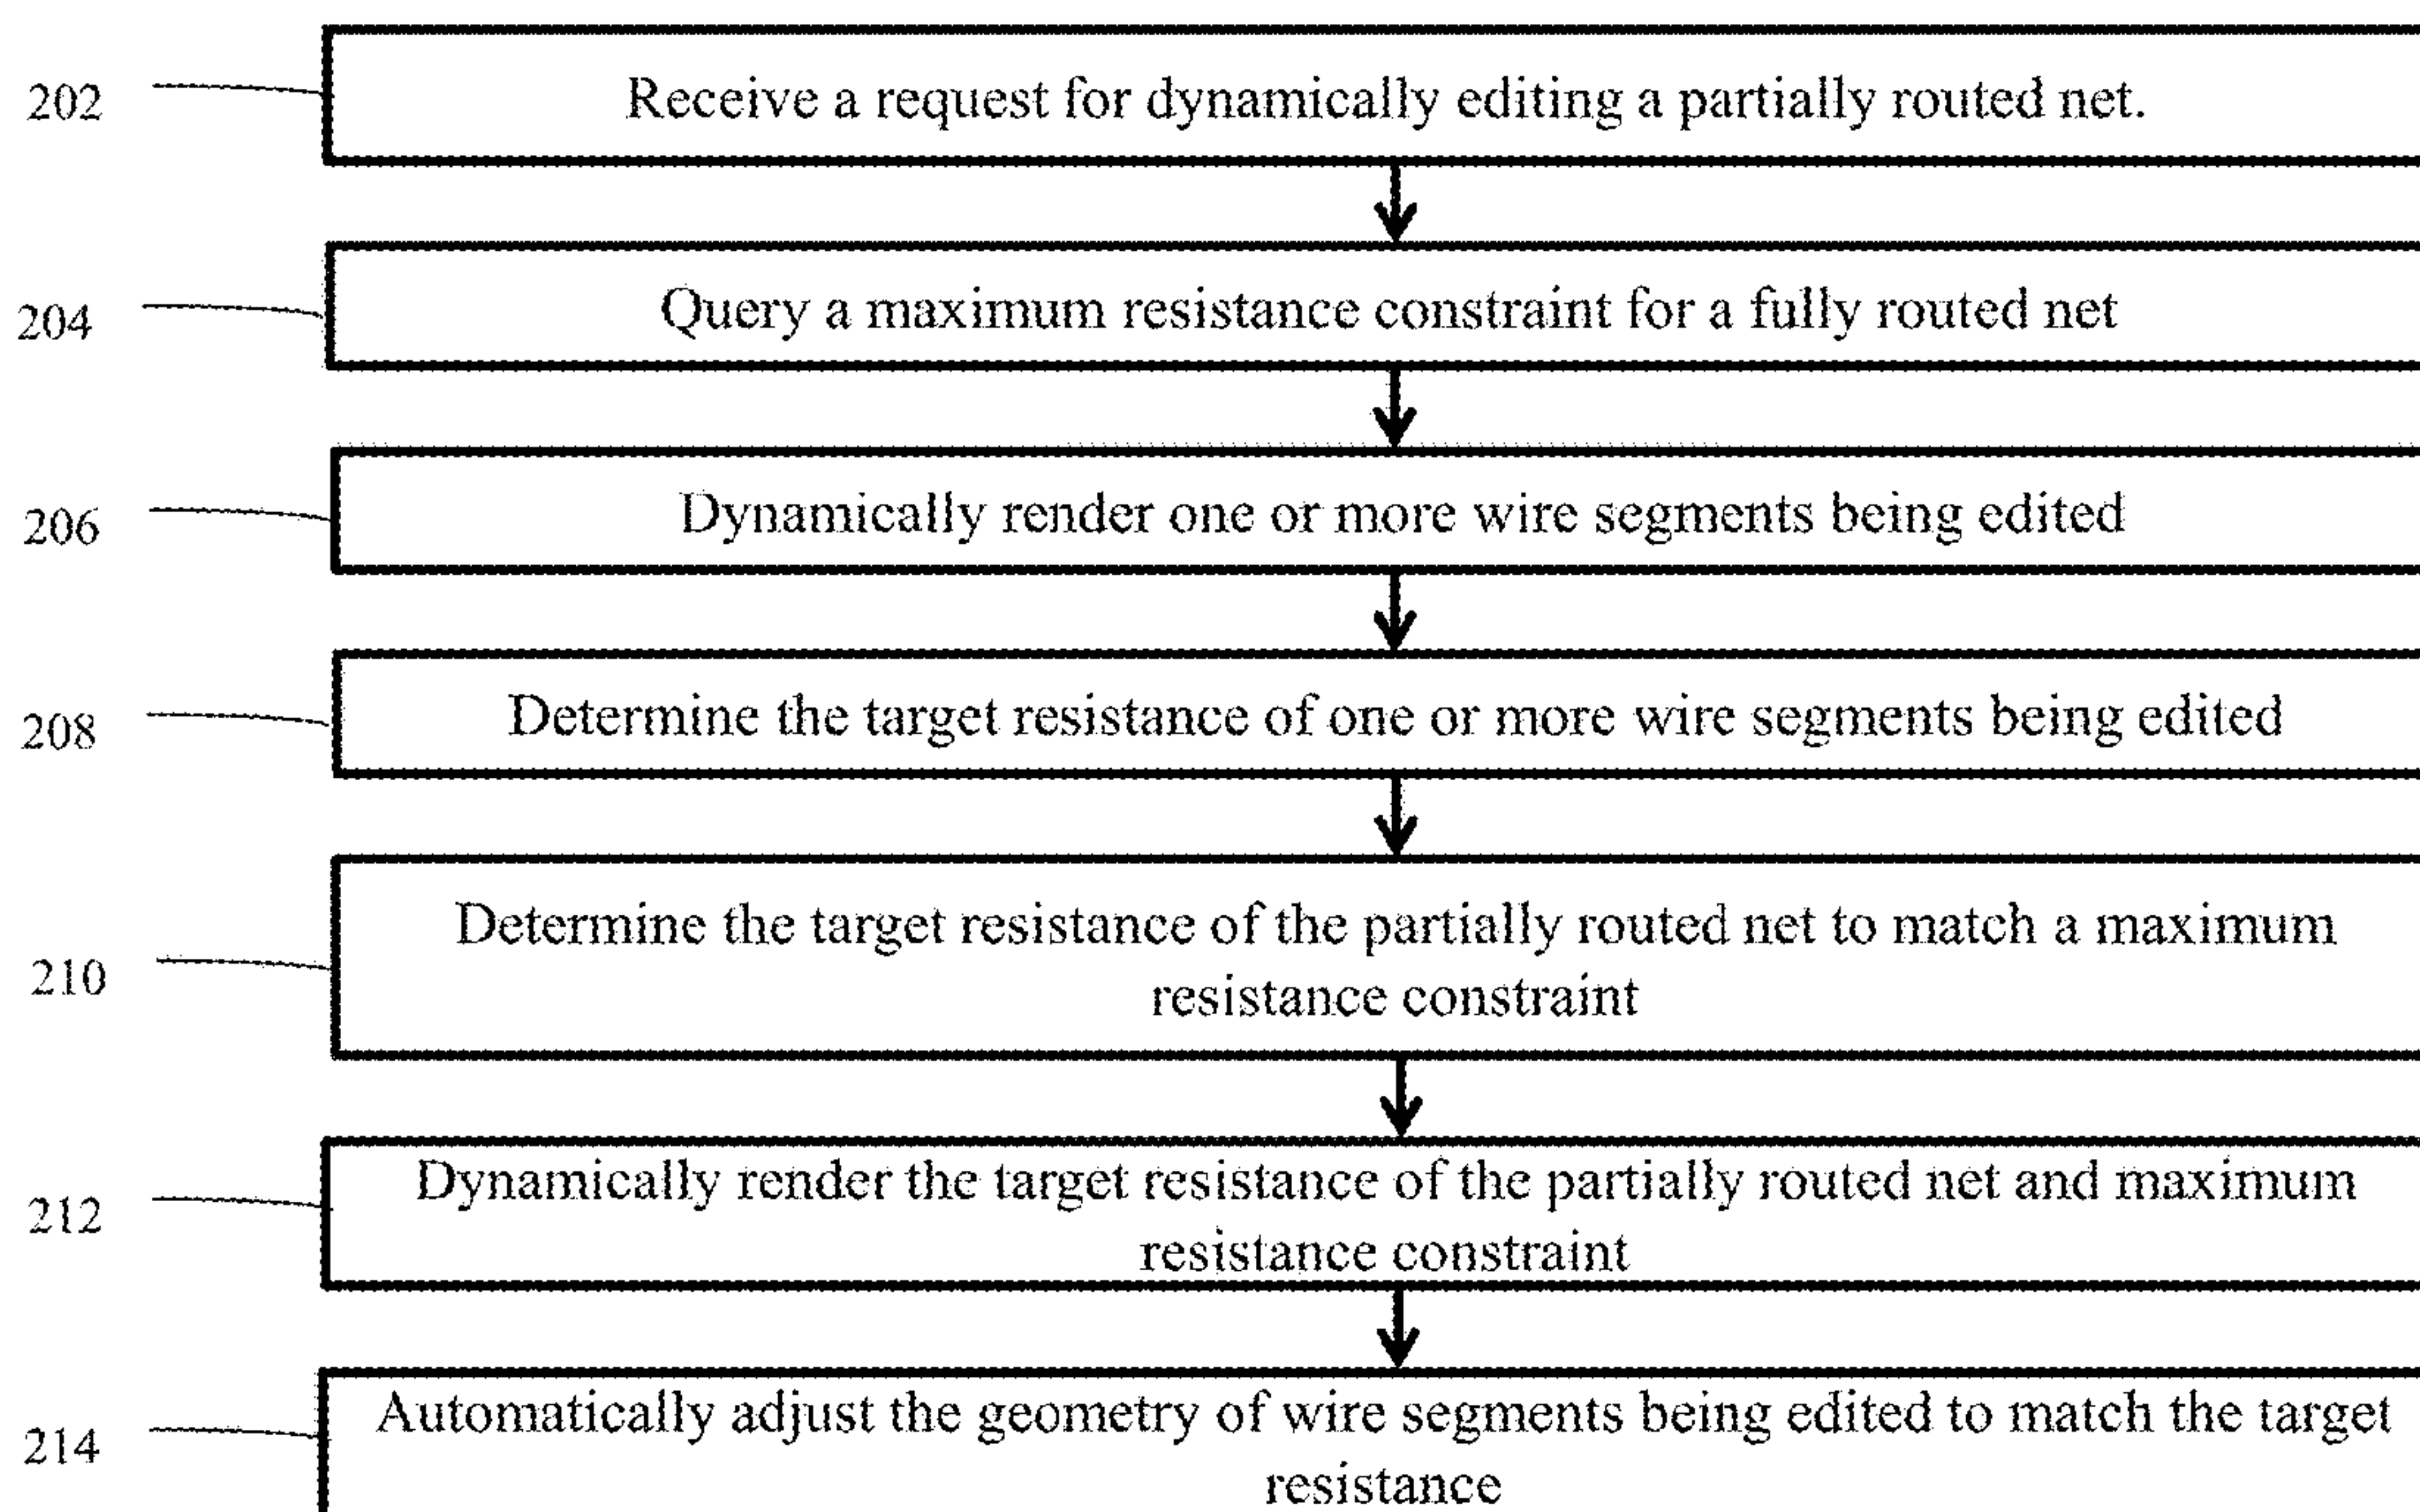 202
Receive a request for dynamically editing a partially routed net.
204
Query a maximum resistance constraint for a fully routed net
206
Dynamically render one or more wire segments being edited
208
Determine the target resistance of one or more wire segments being edited
210
Determine the target resistance of the partially routed net to match a maximum
resistance constraint
212
Dynamically render the target resistance of the partially routed net and maximum
resistance constraint
214
Automatically adjust the geometry of wire segments being edited to match the target
resistance